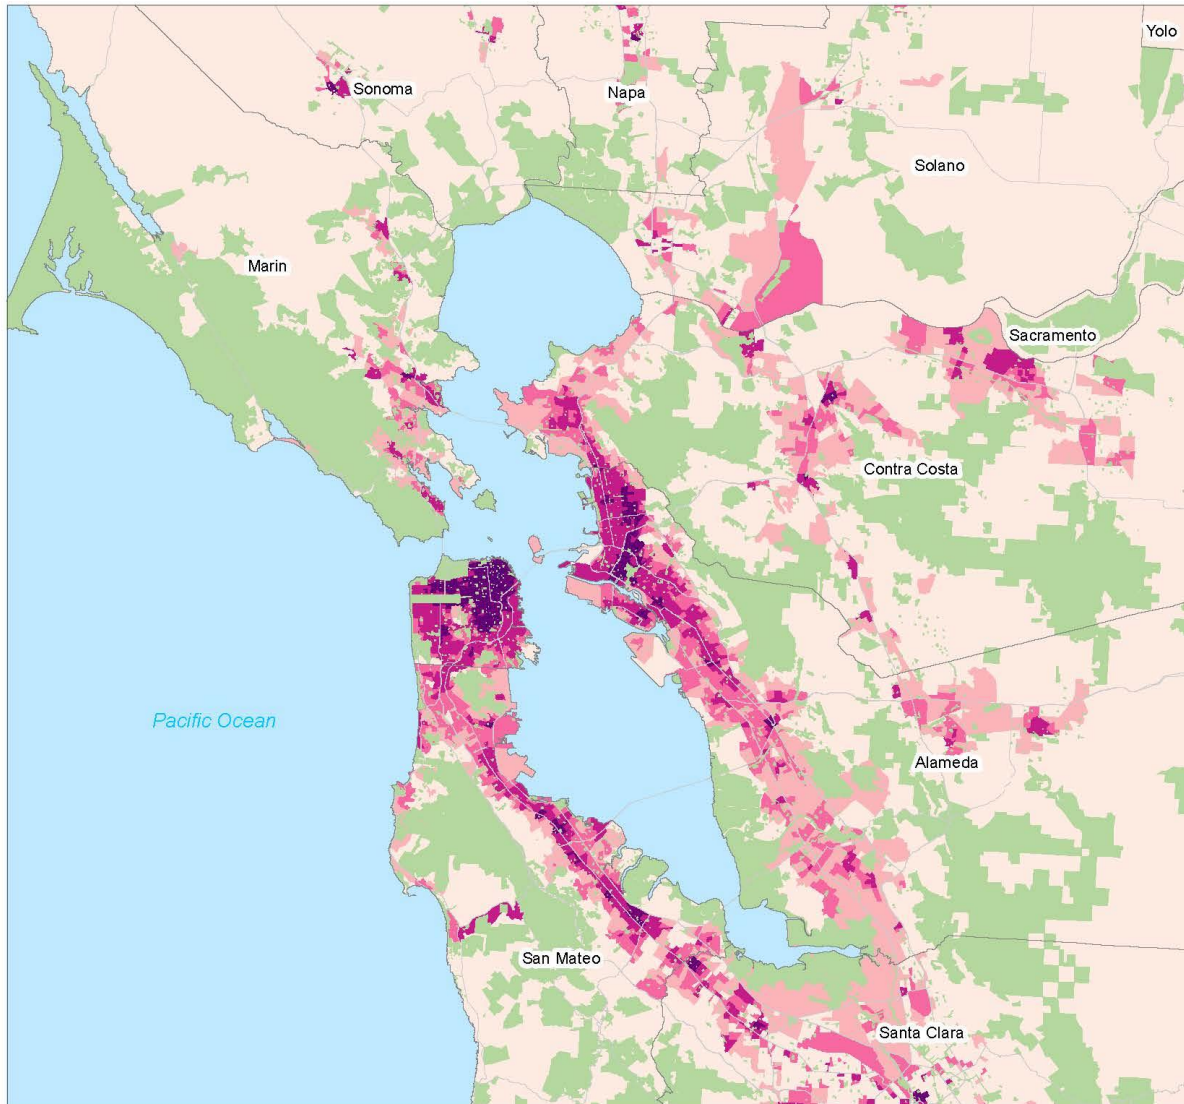 Yolo
Sonoma
Napa
Solano
Marin
Sacramento
Contra Costa
Pacific Ocean
Alameda
San Mateo
Santa Clara